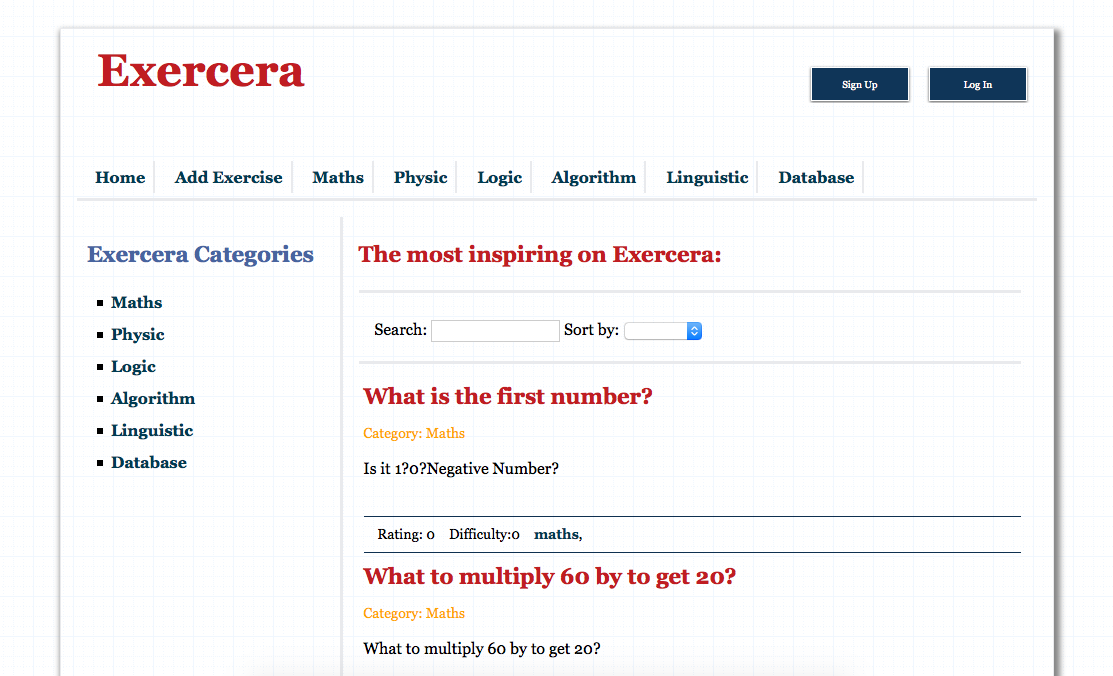 Exercera
Sign Up
Log In
Home Add Exercise Maths Physic Logic Algorithm Linguistic Database
Exercera Categories
Maths
Physic
Logic
Algorithm
Linguistic
Database
The most inspiring on Exercera:
Search: Sort by:
What is the first number?
Category: Maths
Is it 1?0?Negative Number?
Rating: 0 Difficulty:0 maths,
What to multiply 60 by to get 20?
Category: Maths
What to multiply 60 by to get 20?